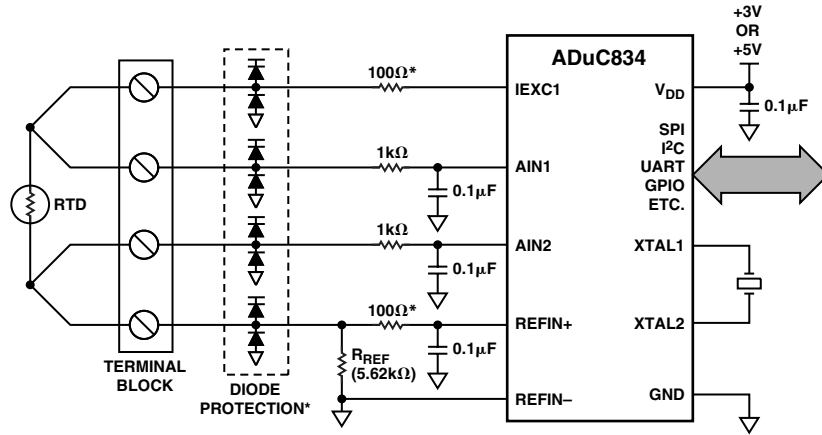 +3V
OR
+5V
ADuC834
100Ω*
IEXC1
VDD
0.1µF
SPI
I2C
UART
GPIO
ETC.
1kΩ
AIN1
0.1µF
RTD
1kΩ
AIN2
XTAL1
0.1µF
100Ω*
REFIN+
XTAL2
0.1µF
RREF
(5.62kΩ)
TERMINAL
BLOCK
DIODE
PROTECTION*
REFIN–
GND